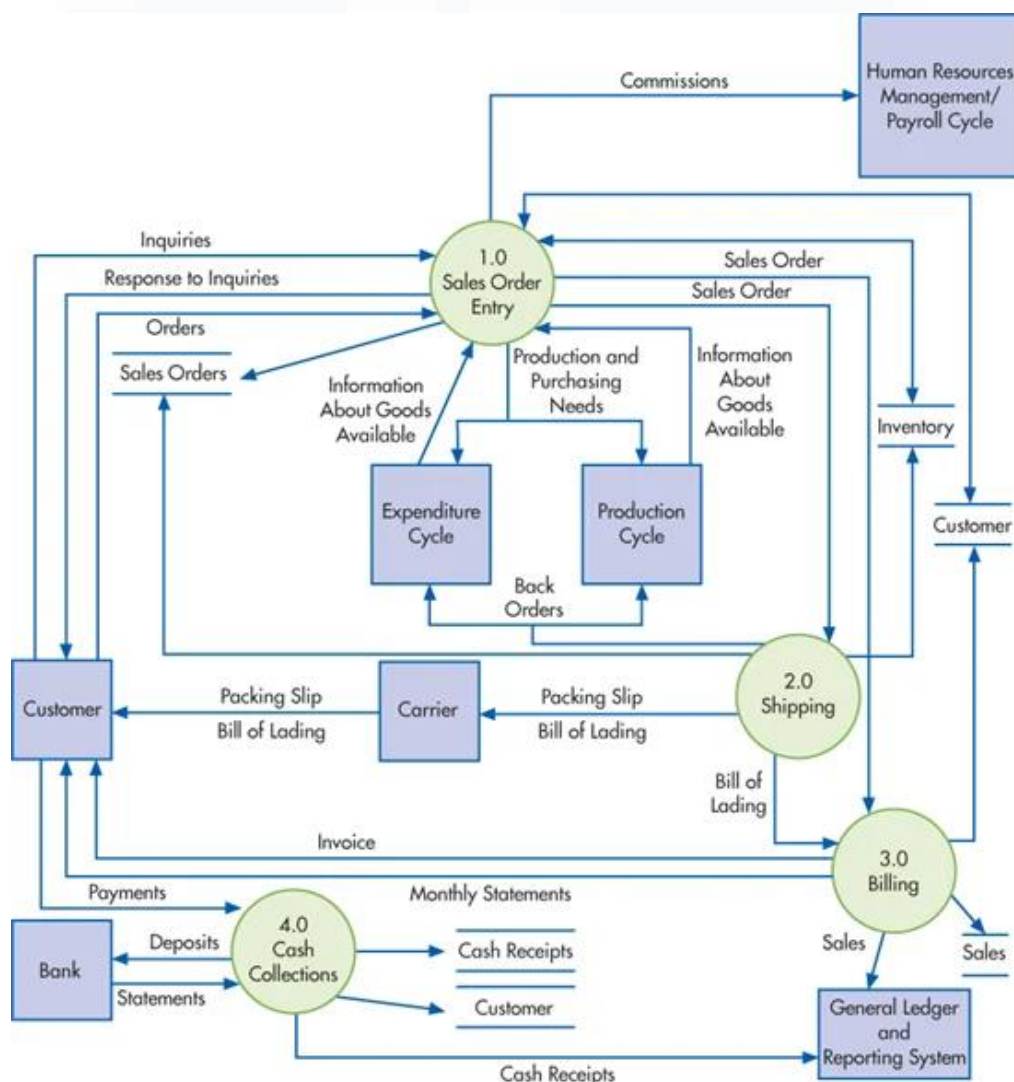 Commissions
Human Resources
Management/
Payroll Cycle
Inquiries
1.0
Sales Order
Entry
Sales Order
Response to Inquiries
Sales Order
Orders
Sales Orders
Information
About Goods
Available
Production and
Purchasing
Needs
Information
About
Goods
Available
Inventory
Expenditure
Cycle
Production
Cycle
Customer
Back
Orders
2.0
Shipping
Customer
Packing Slip
Bill of Lading
Carrier
Packing Slip
Bill of Lading
Bill of
Lading
Invoice
3.0
Billing
Payments
Monthly Statements
4.0
Cash
Collections
Deposits
Bank
Statements
Cash Receipts
Customer
Sales
Sales
General Ledger
and
Reporting System
Cash Receipts